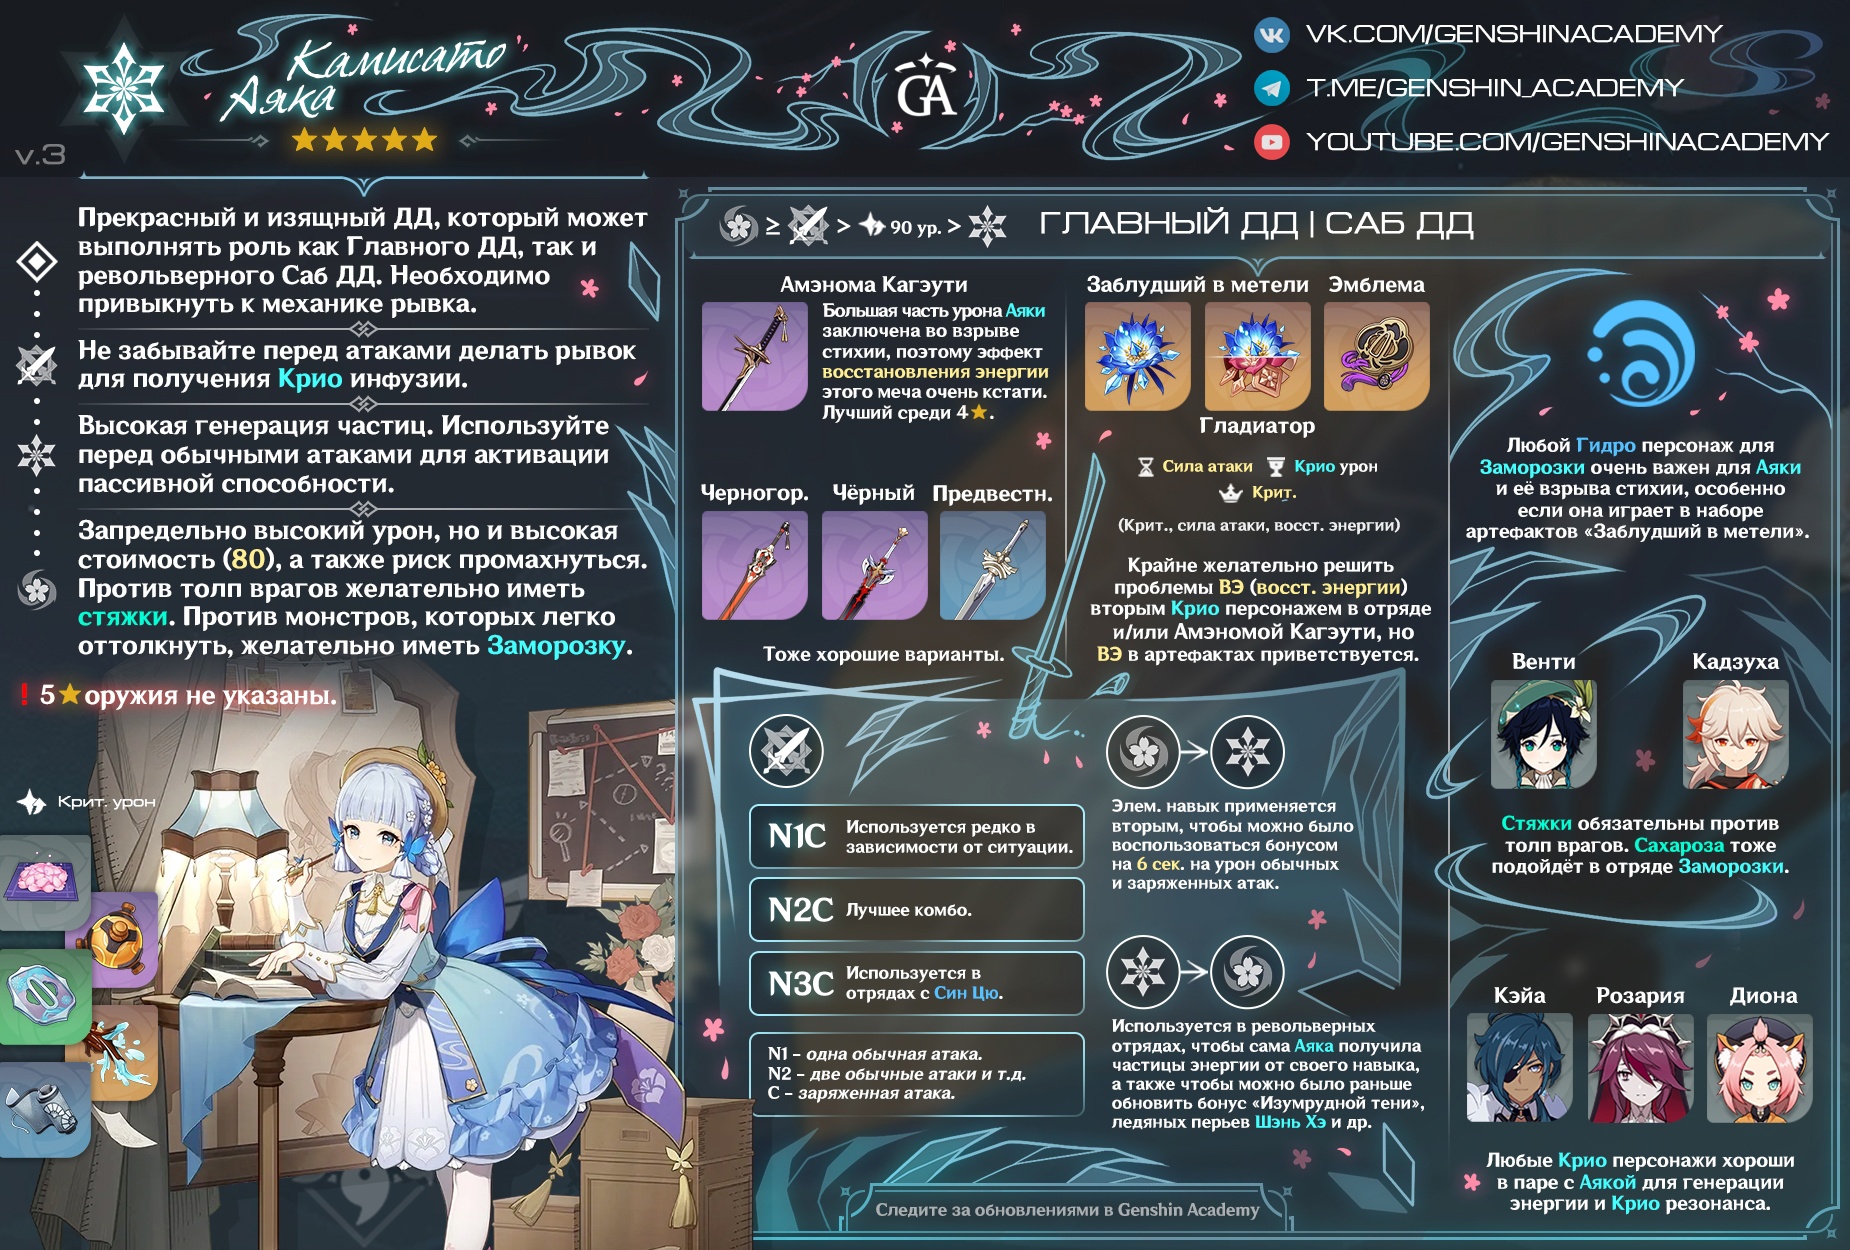 Камисато
Аяка
GA
VK.COM/GENSHINACADEMY
T.ME/GENSHIN_ACADEMY
YOUTUBE.COM/GENSHINACADEMY
v.3
Прекрасный и изящный ДД, который может
выполнять роль как Главного ДД, так и
револьверного Саб ДД. Необходимо
привыкнуть к механике рывка.
Не забывайте перед атаками делать рывок
для получения Крио инфузии.
Высокая генерация частиц. Используйте
перед обычными атаками для активации
пассивной способности.
Запредельно высокий урон, но и высокая
стоимость (80), а также риск промахнуться.
Против толп врагов желательно иметь
стяжки. Против монстров, которых легко
оттолкнуть, желательно иметь Заморозку.
! 5★ оружия не указаны.
Крит. урон
≥ > 90 ур. > ГЛАВНЫЙ ДД | САБ ДД
Амэнома Кагэути
Большая часть урона Аяки
заключена во взрыве
стихии, поэтому эффект
восстановления энергии
этого меча очень кстати.
Лучший среди 4★.
Черногор. Чёрный Предвестн.
Тоже хорошие варианты.
Заблудший в метели Эмблема
Гладиатор
Сила атаки Крио урон
Крит.
(Крит., сила атаки, восст. энергии)
Крайне желательно решить
проблемы ВЭ (восст. энергии)
вторым Крио персонажем в отряде
и/или Амэномой Кагэути, но
ВЭ в артефактах приветствуется.
N1C Используется редко в
зависимости от ситуации.
N2C Лучшее комбо.
N3C Используется в
отрядах с Син Цю.
N1 – одна обычная атака.
N2 – две обычные атаки и т.д.
C – заряженная атака.
Элем. навык применяется
вторым, чтобы можно было
воспользоваться бонусом
на 6 сек. на урон обычных
и заряженных атак.
Используется в револьверных
отрядах, чтобы сама Аяка получила
частицы энергии от своего навыка,
а также чтобы можно было раньше
обновить бонус «Изумрудной тени»,
ледяных перьев Шэнь Хэ и др.
Любой Гидро персонаж для
Заморозки очень важен для Аяки
и её взрыва стихии, особенно
если она играет в наборе
артефактов «Заблудший в метели».
Венти Кадзуха
Стяжки обязательны против
толп врагов. Сахароза тоже
подойдёт в отряде Заморозки.
Кэйа Розария Диона
Любые Крио персонажи хороши
в паре с Аякой для генерации
энергии и Крио резонанса.
Следите за обновлениями в Genshin Academy